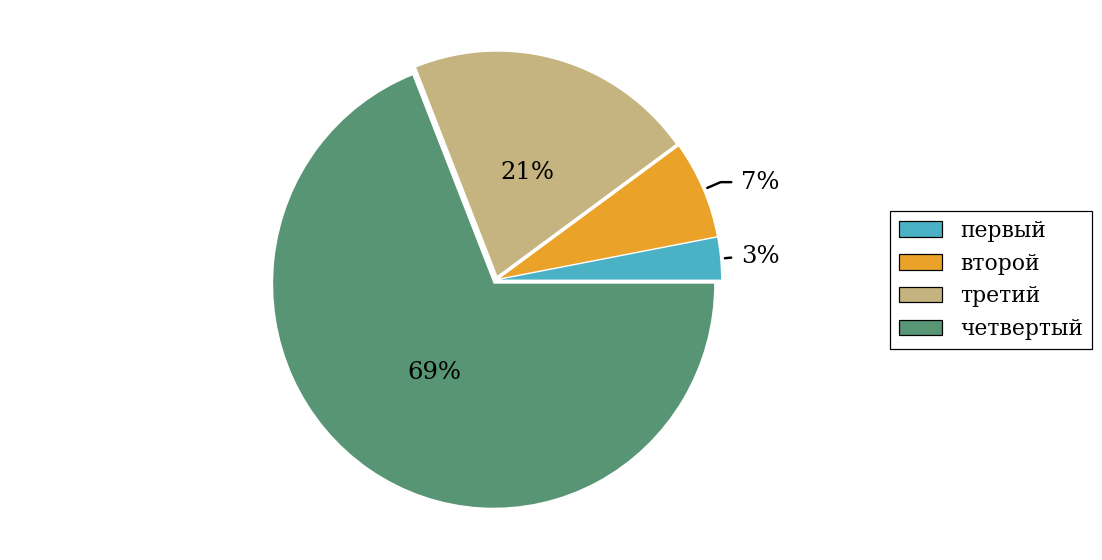 21%
7%
3%
69%
первый
второй
третий
четвертый